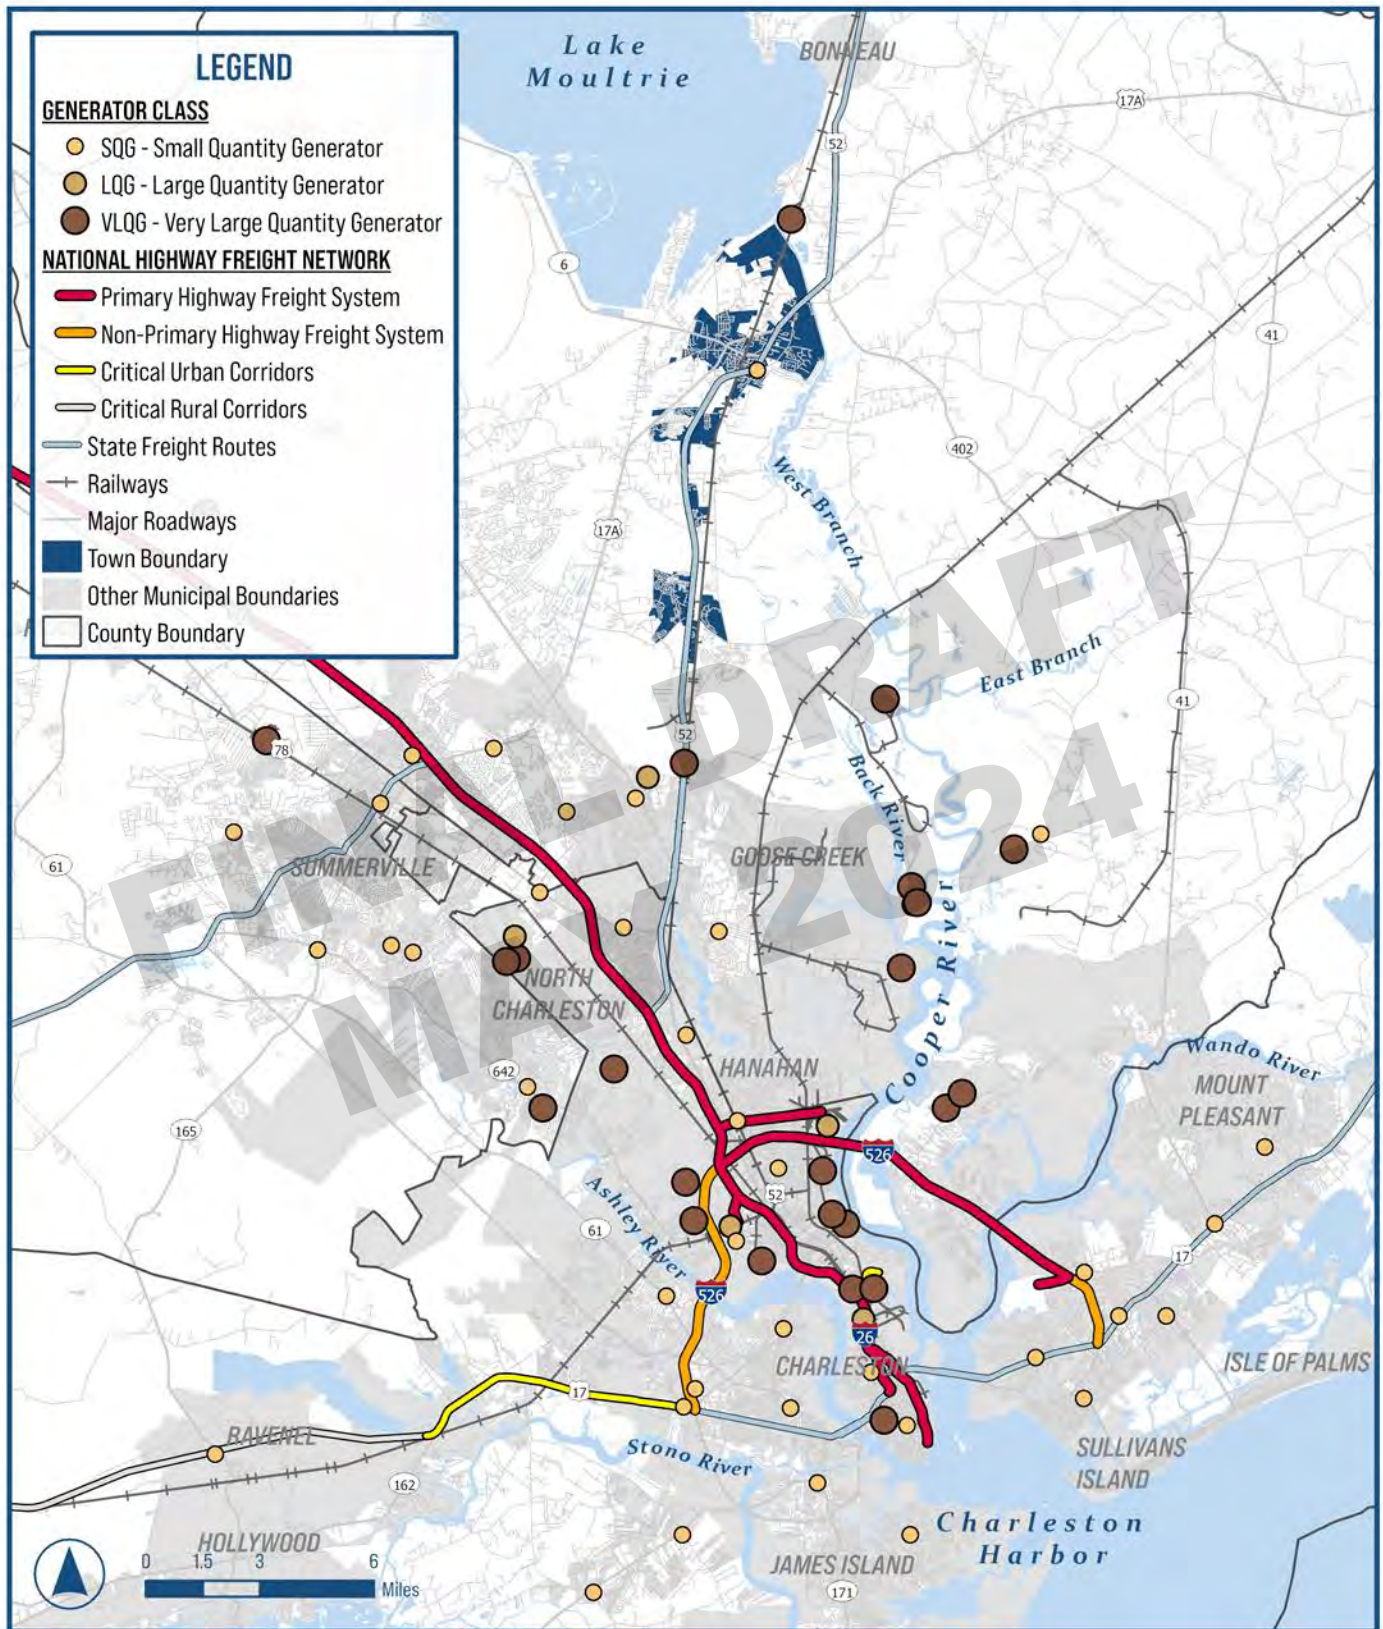 LEGEND
GENERATOR CLASS
SQG - Small Quantity Generator
LQG - Large Quantity Generator
VLQG - Very Large Quantity Generator
NATIONAL HIGHWAY FREIGHT NETWORK
Primary Highway Freight System
Non-Primary Highway Freight System
Critical Urban Corridors
Critical Rural Corridors
State Freight Routes
Railways
Major Roadways
Town Boundary
Other Municipal Boundaries
County Boundary
Lake
Moultrie
BONNEAU
17A
52
6
41
402
West Branch
17A
FINAL DRAFT
MAY 2024
East Branch
41
52
78
Back River
61
SUMMERVILLE
GOOSE CREEK
Cooper River
NORTH
CHARLESTON
HANAHAN
642
Wando River
MOUNT
PLEASANT
165
526
52
Ashley River
61
17
526
26
CHARLESTON
ISLE OF PALMS
17
RAVENEL
Stono River
SULLIVANS
ISLAND
162
Charleston
Harbor
HOLLYWOOD
JAMES ISLAND
171
0 1.5 3 6
Miles